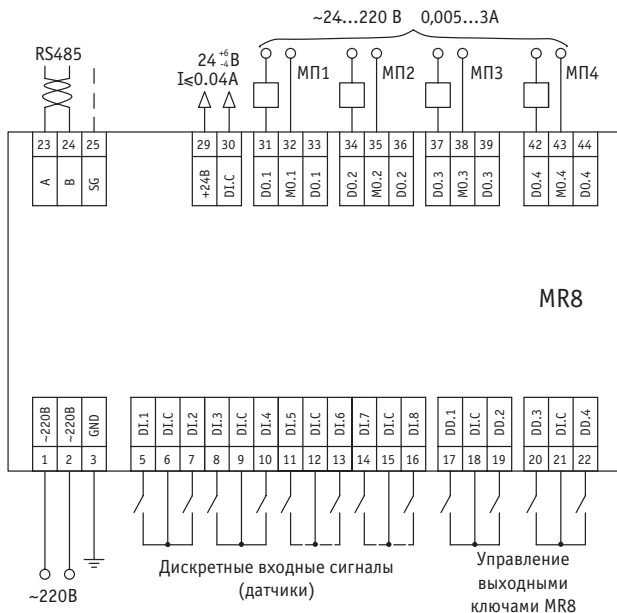 ~24...220 В 0,005...3А
RS485
24 +6 -4 В
I≤0.04А
МП1
МП2
МП3
МП4
23 24 25
29 30 31 32 33 34 35 36 37 38 39 42 43 44
A B SG
+24В DI.C DO.1 MO.1 DO.1 DO.2 MO.2 DO.2 DO.3 MO.3 DO.3 DO.4 MO.4 DO.4
MR8
~220В ~220В GND
DI.1 DI.C DI.2 DI.3 DI.C DI.4 DI.5 DI.C DI.6 DI.7 DI.C DI.8 DD.1 DI.C DD.2 DD.3 DI.C DD.4
1 2 3
5 6 7 8 9 10 11 12 13 14 15 16 17 18 19 20 21 22
~220В
Дискретные входные сигналы
(датчики)
Управление
выходными
ключами MR8